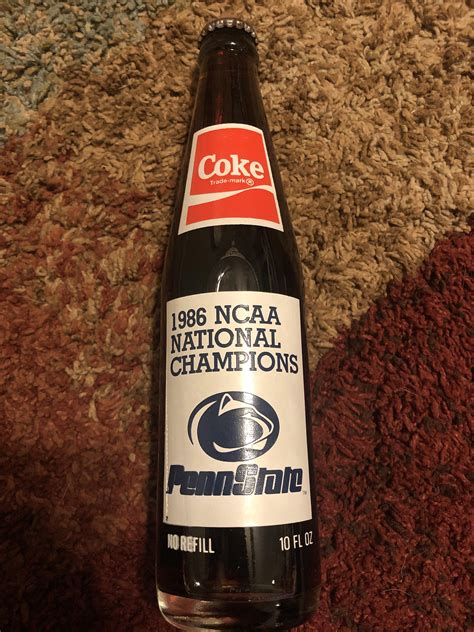 Coke
Trade-mark®
1986 NCAA
NATIONAL
CHAMPIONS
PennState
NO REFILL 10 FL OZ